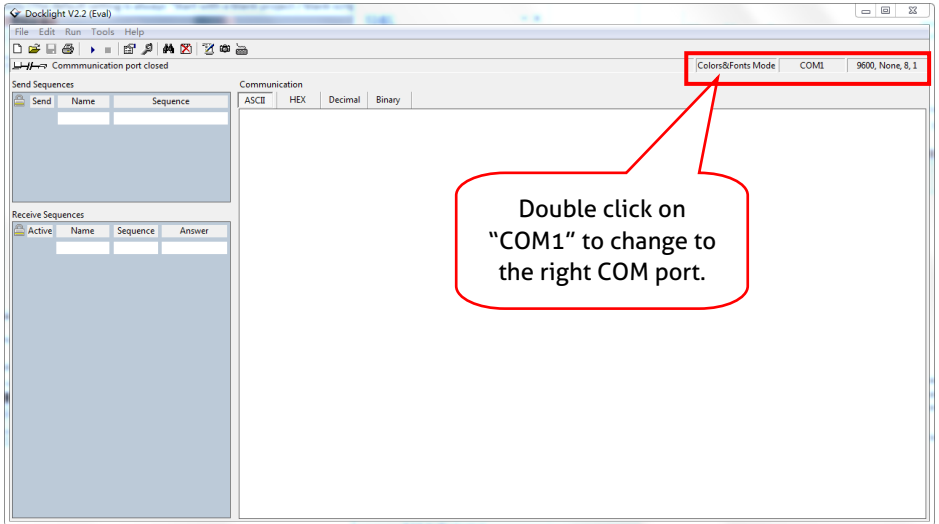 Docklight V2.2 (Eval)
File Edit Run Tools Help
Commmunication port closed
Colors&Fonts Mode COM1 9600, None, 8, 1
Send Sequences
Send Name Sequence
Communication
ASCII HEX Decimal Binary
Double click on
“COM1” to change to
the right COM port.
Receive Sequences
Active Name Sequence Answer